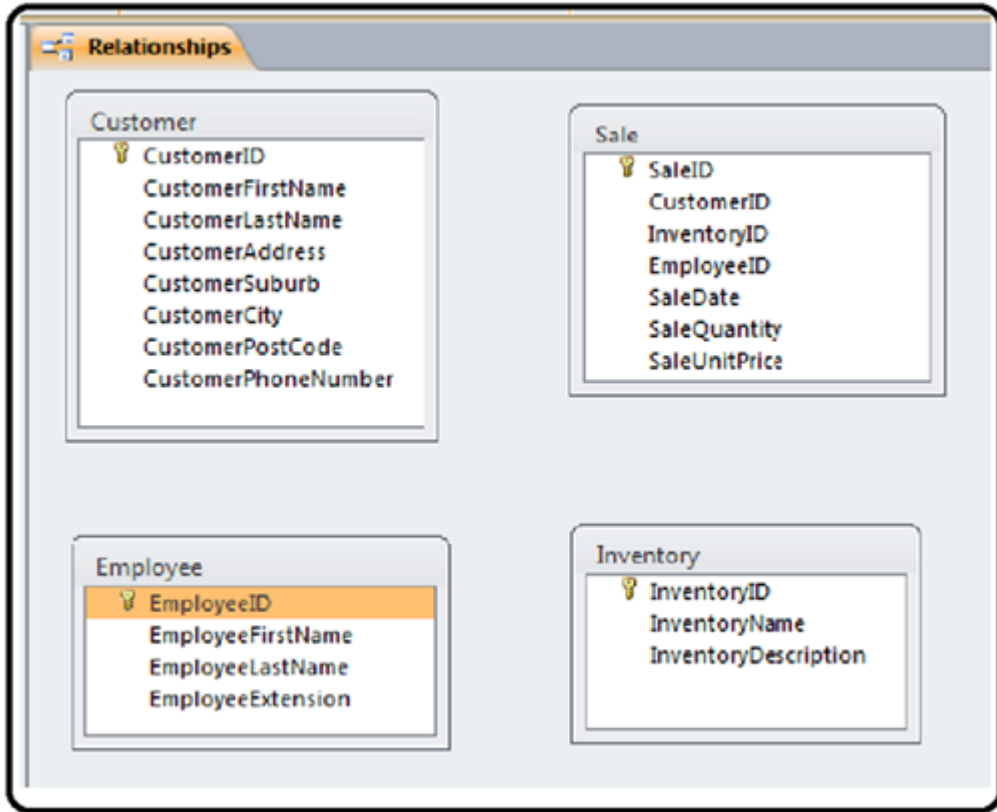 Relationships
Customer
CustomerID
CustomerFirstName
CustomerLastName
CustomerAddress
CustomerSuburb
CustomerCity
CustomerPostCode
CustomerPhoneNumber
Sale
SaleID
CustomerID
InventoryID
EmployeeID
SaleDate
SaleQuantity
SaleUnitPrice
Employee
EmployeeID
EmployeeFirstName
EmployeeLastName
EmployeeExtension
Inventory
InventoryID
InventoryName
InventoryDescription